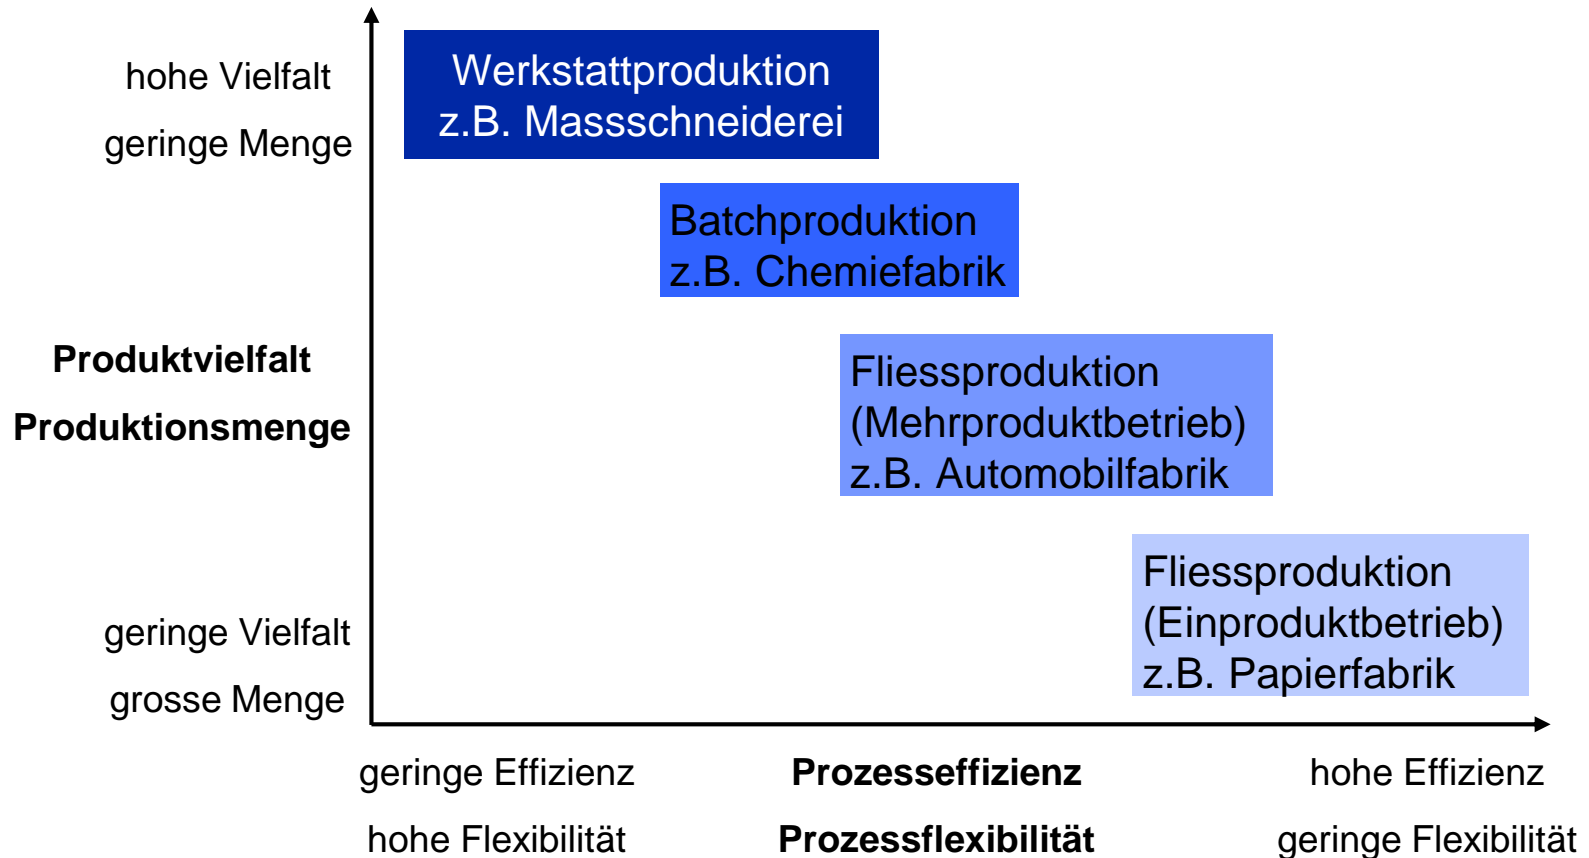 hohe Vielfalt
geringe Menge
Werkstattproduktion
z.B. Massschneiderei
Batchproduktion
z.B. Chemiefabrik
Produktvielfalt
Produktionsmenge
Fliessproduktion
(Mehrproduktbetrieb)
z.B. Automobilfabrik
Fliessproduktion
(Einproduktbetrieb)
z.B. Papierfabrik
geringe Vielfalt
grosse Menge
geringe Effizienz
hohe Flexibilität
Prozesseffizienz
Prozessflexibilität
hohe Effizienz
geringe Flexibilität